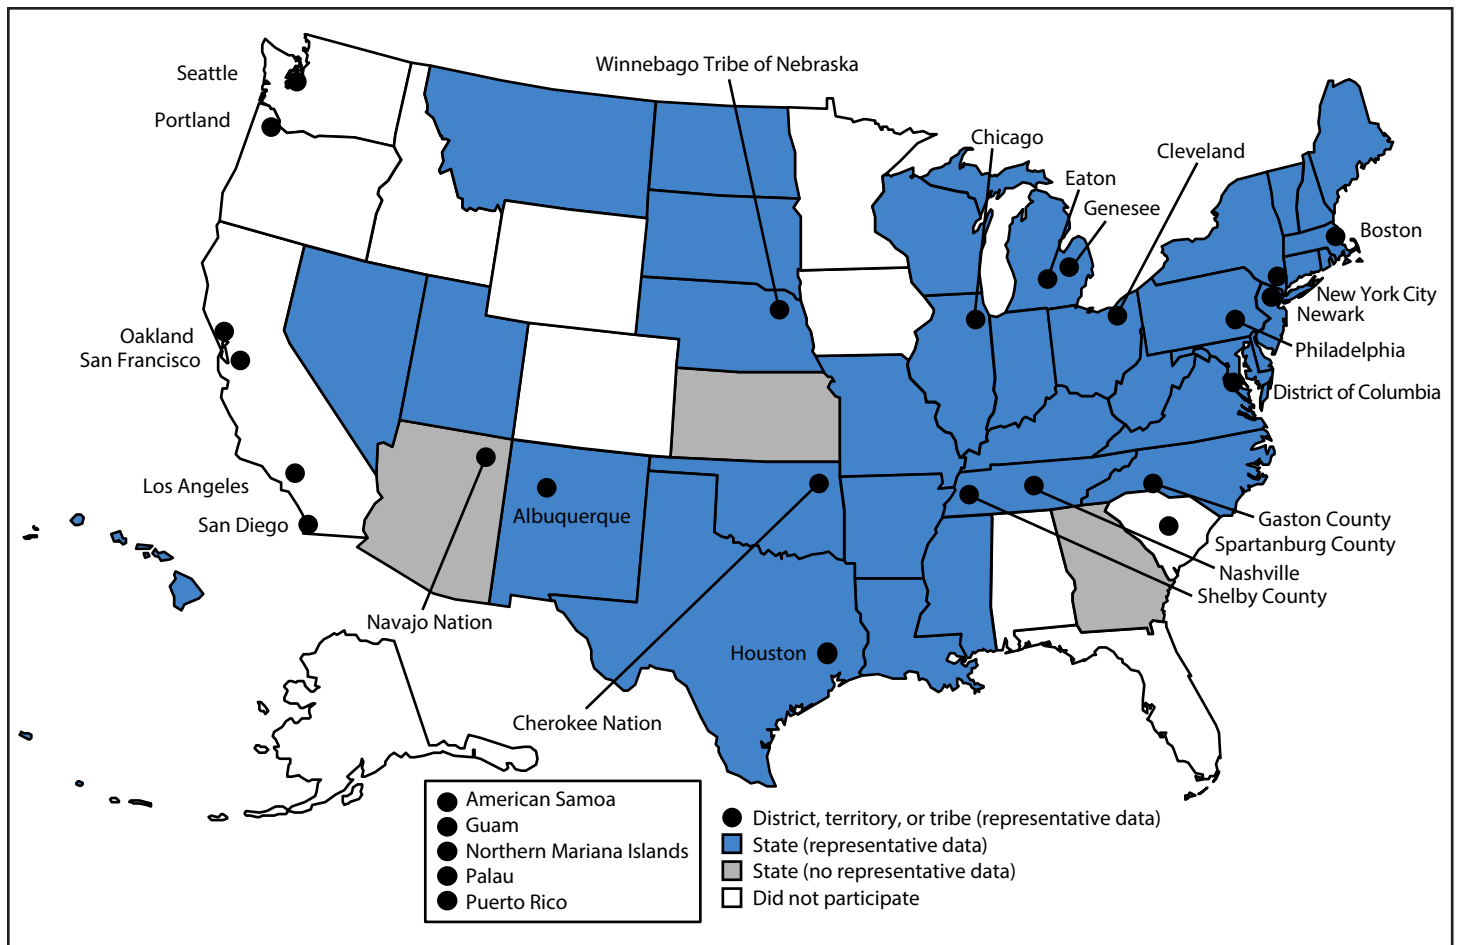 Seattle
Portland
Winnebago Tribe of Nebraska
Chicago
Cleveland
Eaton
Genesee
Boston
New York City
Newark
Philadelphia
District of Columbia
Oakland
San Francisco
Los Angeles
San Diego
Albuquerque
Gaston County
Spartanburg County
Nashville
Shelby County
Navajo Nation
Houston
Cherokee Nation
American Samoa
Guam
Northern Mariana Islands
Palau
Puerto Rico
District, territory, or tribe (representative data)
State (representative data)
State (no representative data)
Did not participate